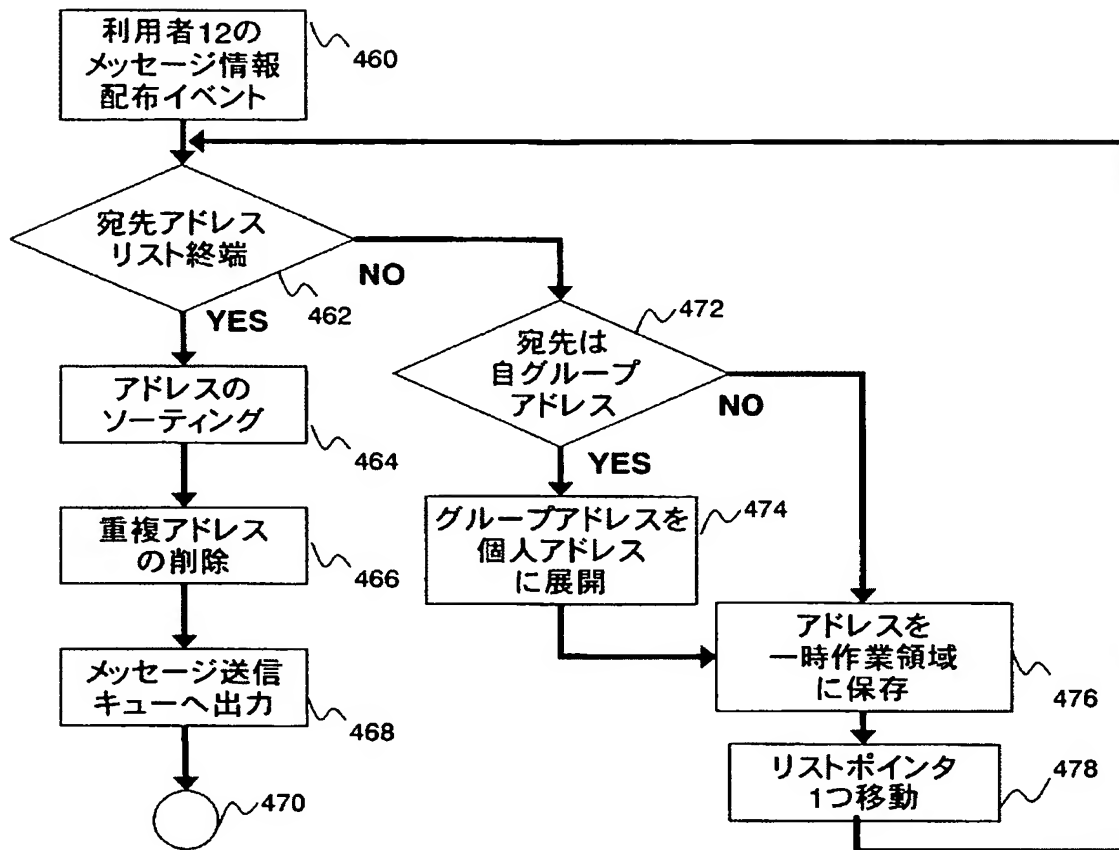 利用者12の
メッセージ情報
配布イベント
460
宛先アドレス
リスト終端
462
NO
YES
472
宛先は
自グループ
アドレス
NO
YES
アドレスの
ソーティング
464
グループアドレスを
個人アドレス
に展開
474
重複アドレス
の削除
466
アドレスを
一時作業領域
に保存
476
メッセージ送信
キューへ出力
468
リストポインタ
1つ移動
478
470